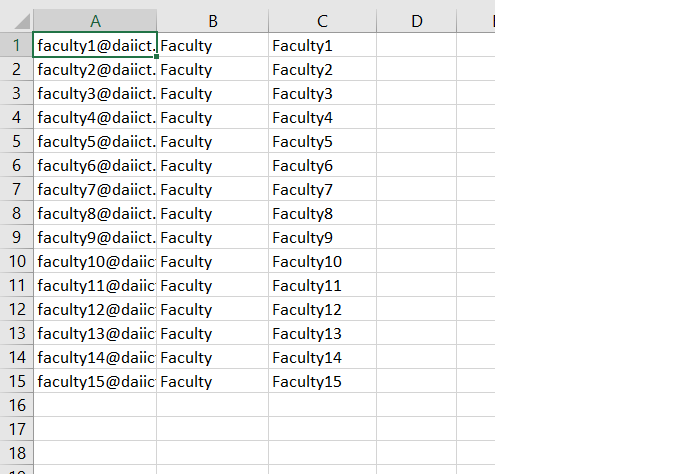 A B C D
1 faculty1@daiict. Faculty Faculty1
2 faculty2@daiict. Faculty Faculty2
3 faculty3@daiict. Faculty Faculty3
4 faculty4@daiict. Faculty Faculty4
5 faculty5@daiict. Faculty Faculty5
6 faculty6@daiict. Faculty Faculty6
7 faculty7@daiict. Faculty Faculty7
8 faculty8@daiict. Faculty Faculty8
9 faculty9@daiict. Faculty Faculty9
10 faculty10@daiic Faculty Faculty10
11 faculty11@daiic Faculty Faculty11
12 faculty12@daiic Faculty Faculty12
13 faculty13@daiic Faculty Faculty13
14 faculty14@daiic Faculty Faculty14
15 faculty15@daiic Faculty Faculty15
16
17
18